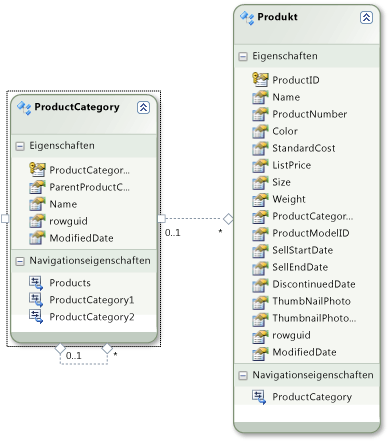 ProductCategory
Eigenschaften
ProductCategor...
ParentProductC...
Name
rowguid
ModifiedDate
Navigationseigenschaften
Products
ProductCategory1
ProductCategory2
0..1
*
0..1
*
Produkt
Eigenschaften
ProductID
Name
ProductNumber
Color
StandardCost
ListPrice
Size
Weight
ProductCategor...
ProductModelID
SellStartDate
SellEndDate
DiscontinuedDate
ThumbNailPhoto
ThumbnailPhoto...
rowguid
ModifiedDate
Navigationseigenschaften
ProductCategory